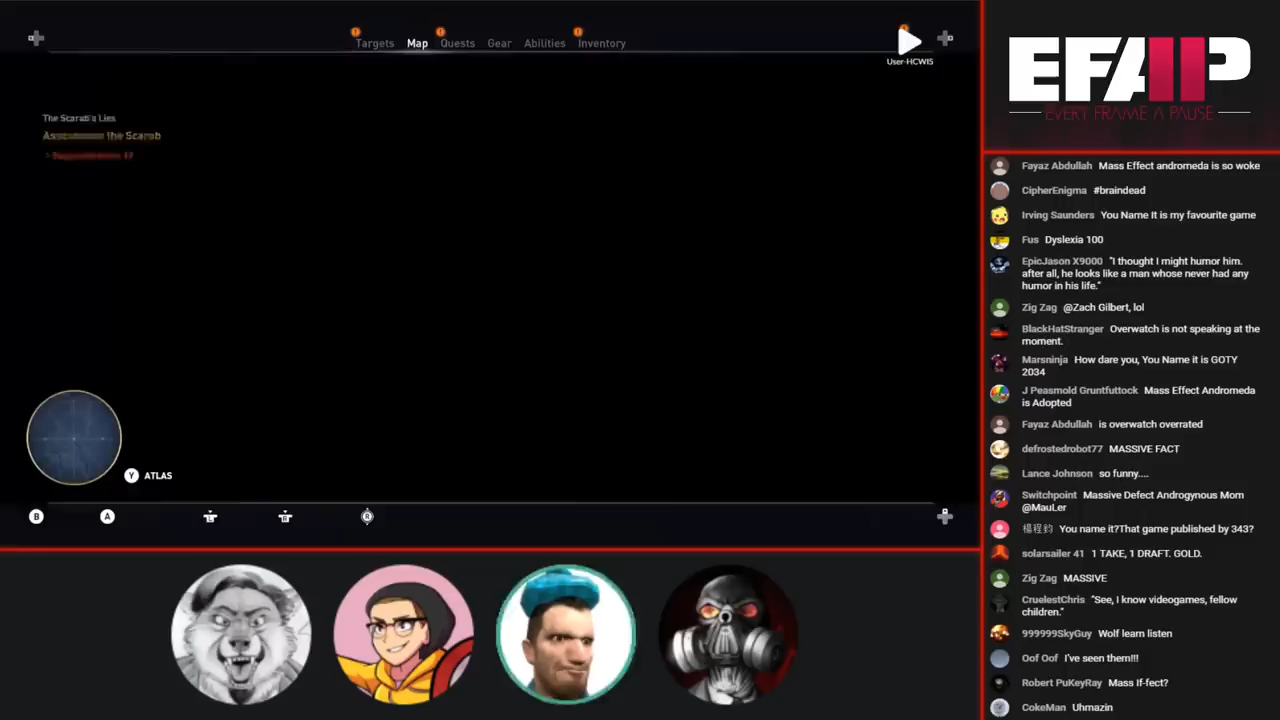 Targets Map Quests Gear Abilities Inventory
User-HCWI5
The Scarab's Lies
the Scarab
Y ATLAS
B A
EFAP
EVERY FRAME A PAUSE
Fayaz Abdullah Mass Effect andromeda is so woke
CipherEnigma #braindead
Irving Saunders You Name It is my favourite game
Fus Dyslexia 100
EpicJason X9000 "I thought I might humor him.
after all, he looks like a man whose never had any
humor in his life."
Zig Zag @Zach Gilbert, lol
BlackHatStranger Overwatch is not speaking at the
moment.
Marsninja How dare you, You Name it is GOTY
2034
J Peasmold Gruntfuttock Mass Effect Andromeda
is Adopted
Fayaz Abdullah is overwatch overrated
defrostedrobot77 MASSIVE FACT
Lance Johnson so funny....
Switchpoint Massive Defect Androgynous Mom
@MauLer
楊程鈞 You name it?That game published by 343?
solarsailer 41 1 TAKE, 1 DRAFT. GOLD.
Zig Zag MASSIVE
CruelestChris "See, I know videogames, fellow
children."
999999SkyGuy Wolf learn listen
Oof Oof I've seen them!!!
Robert PuKeyRay Mass If-fect?
CokeMan Uhmazin